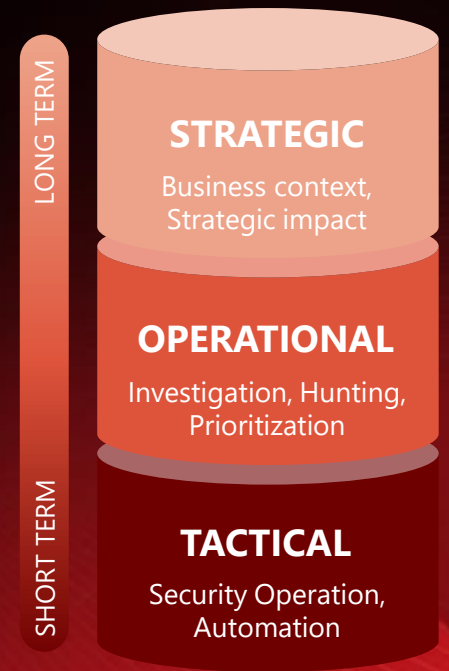 LONG TERM
STRATEGIC
Business context,
Strategic impact
OPERATIONAL
Investigation, Hunting,
Prioritization
SHORT TERM
TACTICAL
Security Operation,
Automation